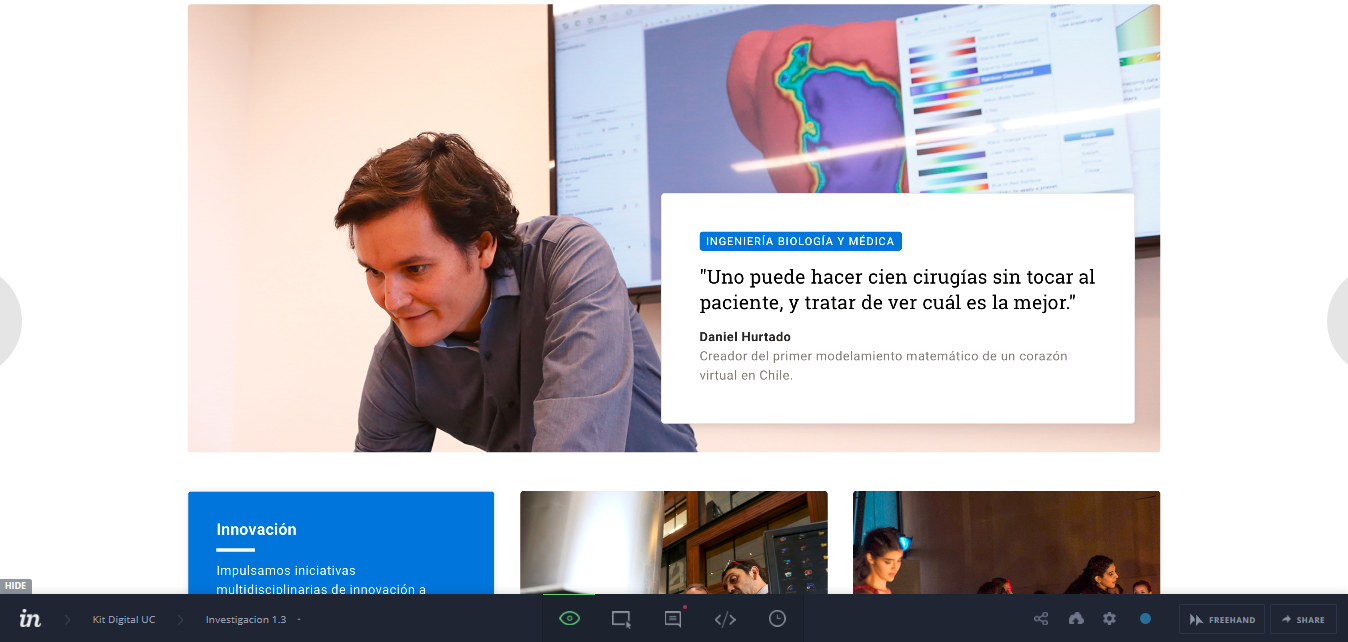 INGENIERÍA BIOLOGÍA Y MÉDICA
"Uno puede hacer cien cirugías sin tocar al
paciente, y tratar de ver cuál es la mejor."
Daniel Hurtado
Creador del primer modelamiento matemático de un corazón
virtual en Chile.
Innovación
Impulsamos iniciativas
multidisciplinarias de innovación a
HIDE
in
Kit Digital UC
Investigacion 1.3
FREEHAND
SHARE